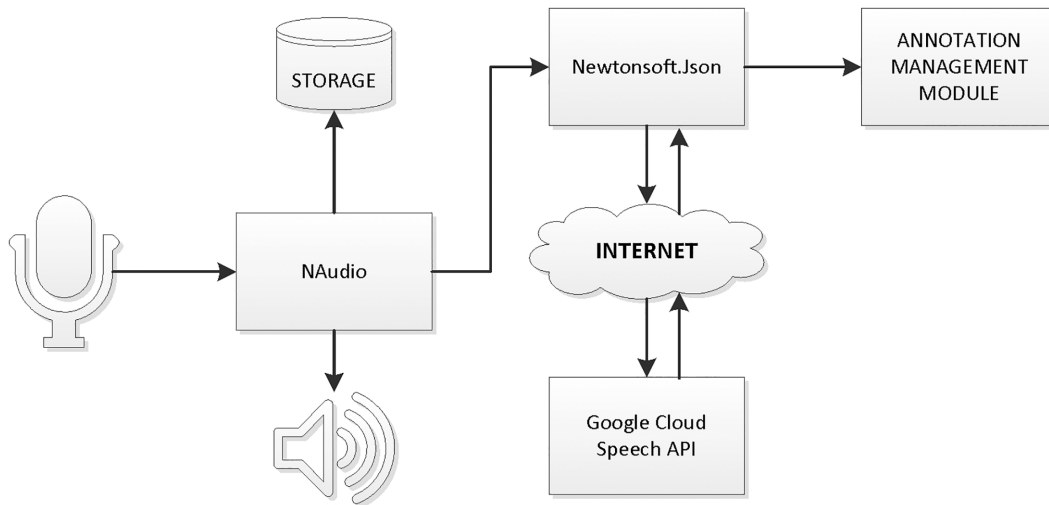 STORAGE
Newtonsoft.Json
ANNOTATION
MANAGEMENT
MODULE
NAudio
INTERNET
Google Cloud
Speech API